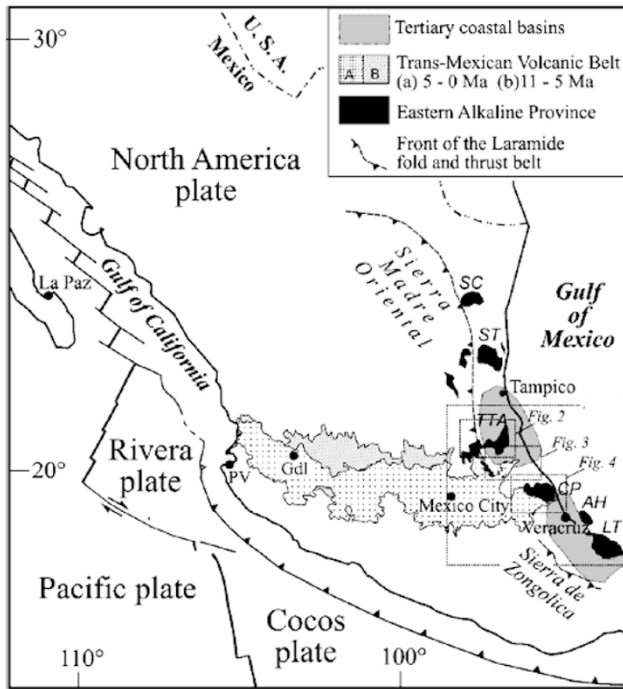 30°
U. S. A.
Mexico
Tertiary coastal basins
A B
Trans-Mexican Volcanic Belt
(a) 5 - 0 Ma (b)11 - 5 Ma
Eastern Alkaline Province
Front of the Laramide
fold and thrust belt
North America
plate
La Paz
Gulf of California
Sierra
Madre
Oriental
SC
ST
Gulf
of
Mexico
Tampico
TTA
Fig. 2
Fig. 3
Fig. 4
Rivera
plate
20°
PV
Gdl
Mexico City
CP
AH
Veracruz
LT
Sierra de
Zongolica
Pacific plate
Cocos
plate
110°
100°